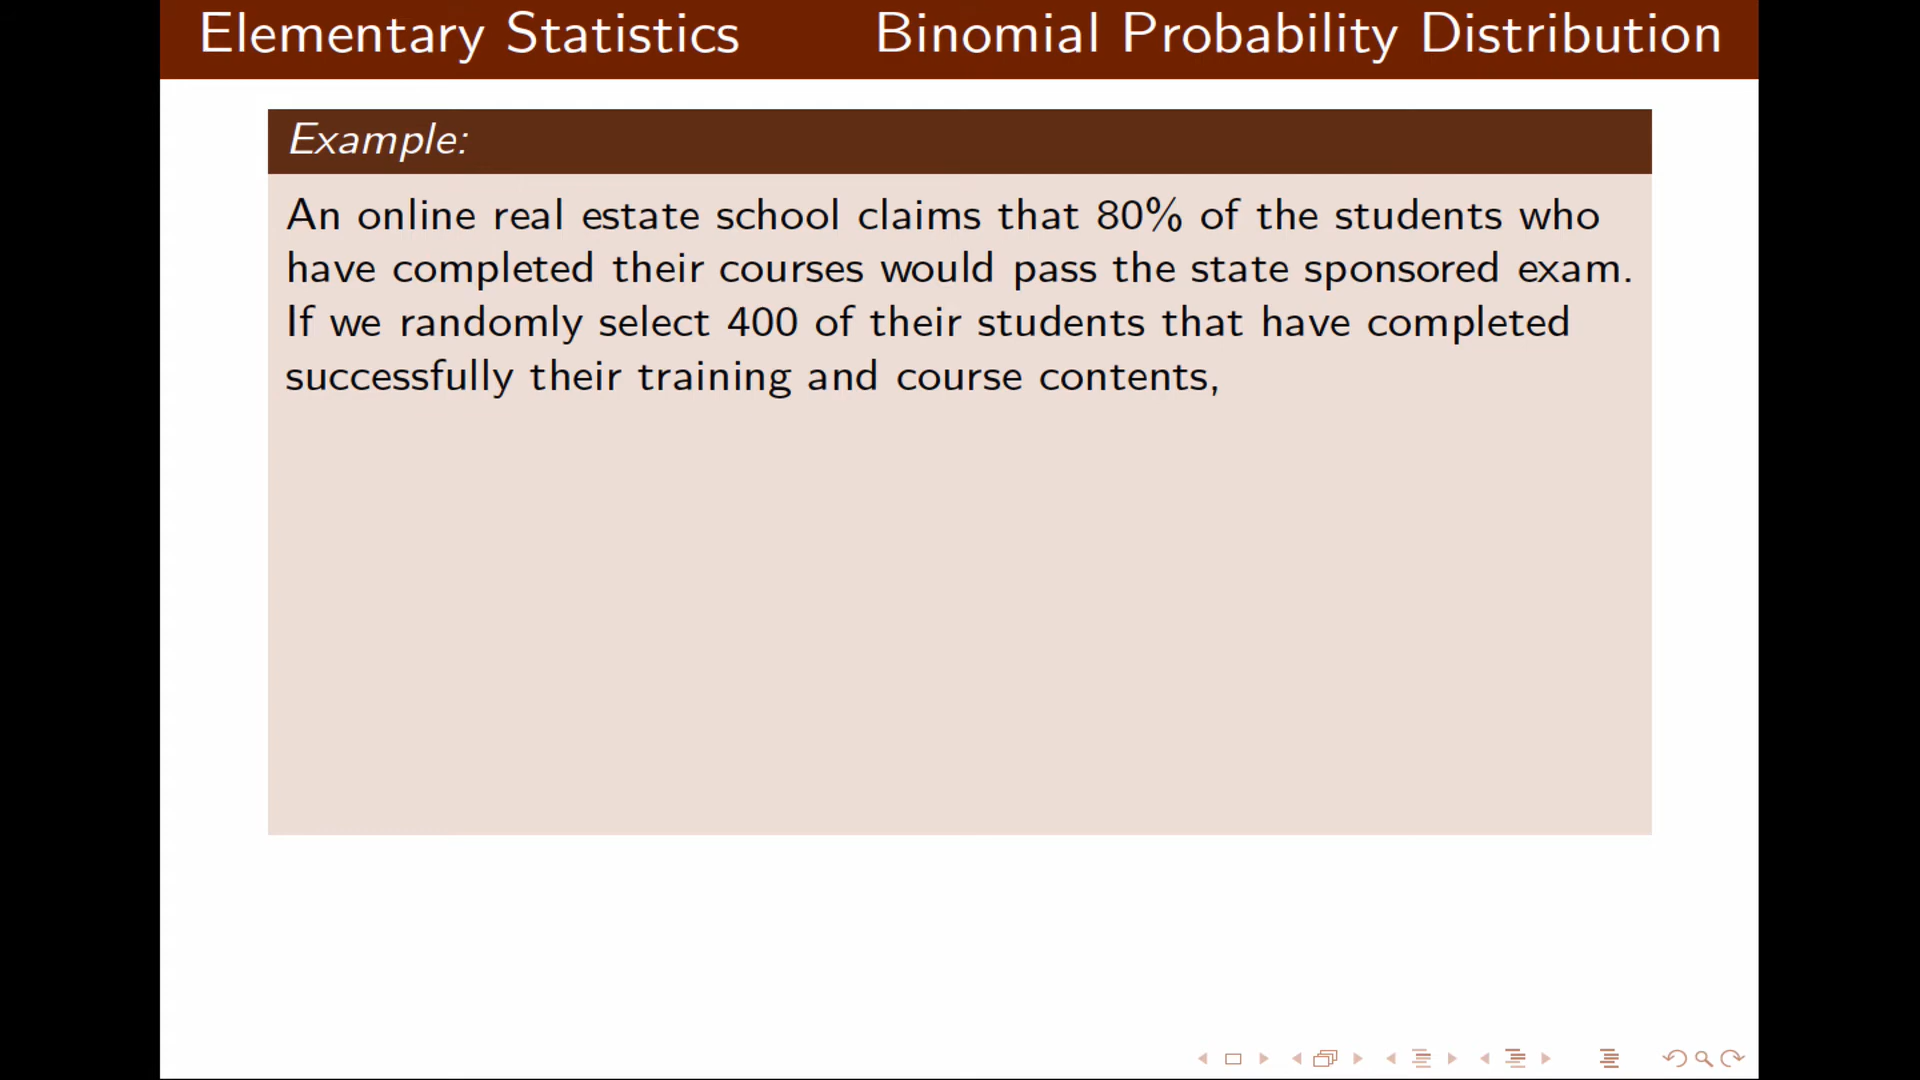 Elementary Statistics Binomial Probability Distribution
Example:
An online real estate school claims that 80% of the students who
have completed their courses would pass the state sponsored exam.
If we randomly select 400 of their students that have completed
successfully their training and course contents,